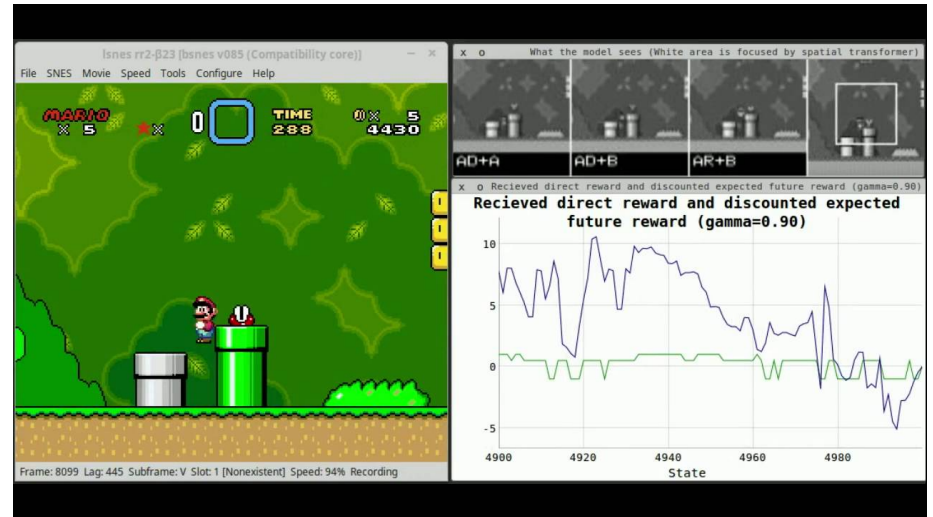 lsnes rr2-β23 [bsnes v085 (Compatibility core)]
File SNES Movie Speed Tools Configure Help
MARIO TIME
X 5 X 0 288 X 5
4430
Frame: 8099 Lag: 445 Subframe: V Slot: 1 [Nonexistent] Speed: 94% Recording
x o What the model sees (White area is focused by spatial transformer)
AD+A AD+B AR+B
x o Recieved direct reward and discounted expected future reward (gamma=0.90)
Recieved direct reward and discounted expected
future reward (gamma=0.90)
10
5
0
-5
4900 4920 4940 4960 4980
State